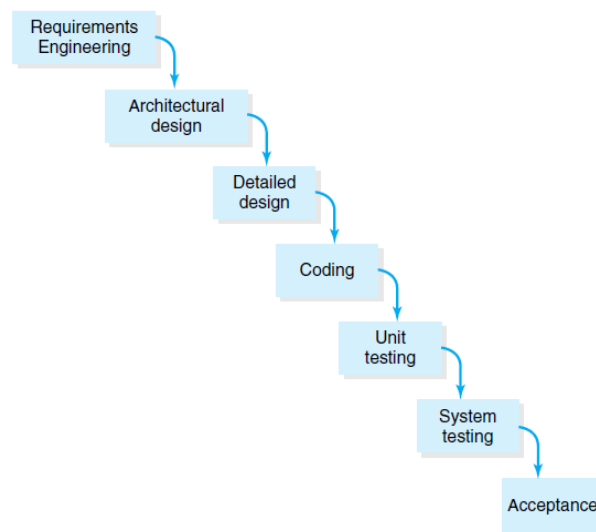 Requirements
Engineering
Architectural
design
Detailed
design
Coding
Unit
testing
System
testing
Acceptance